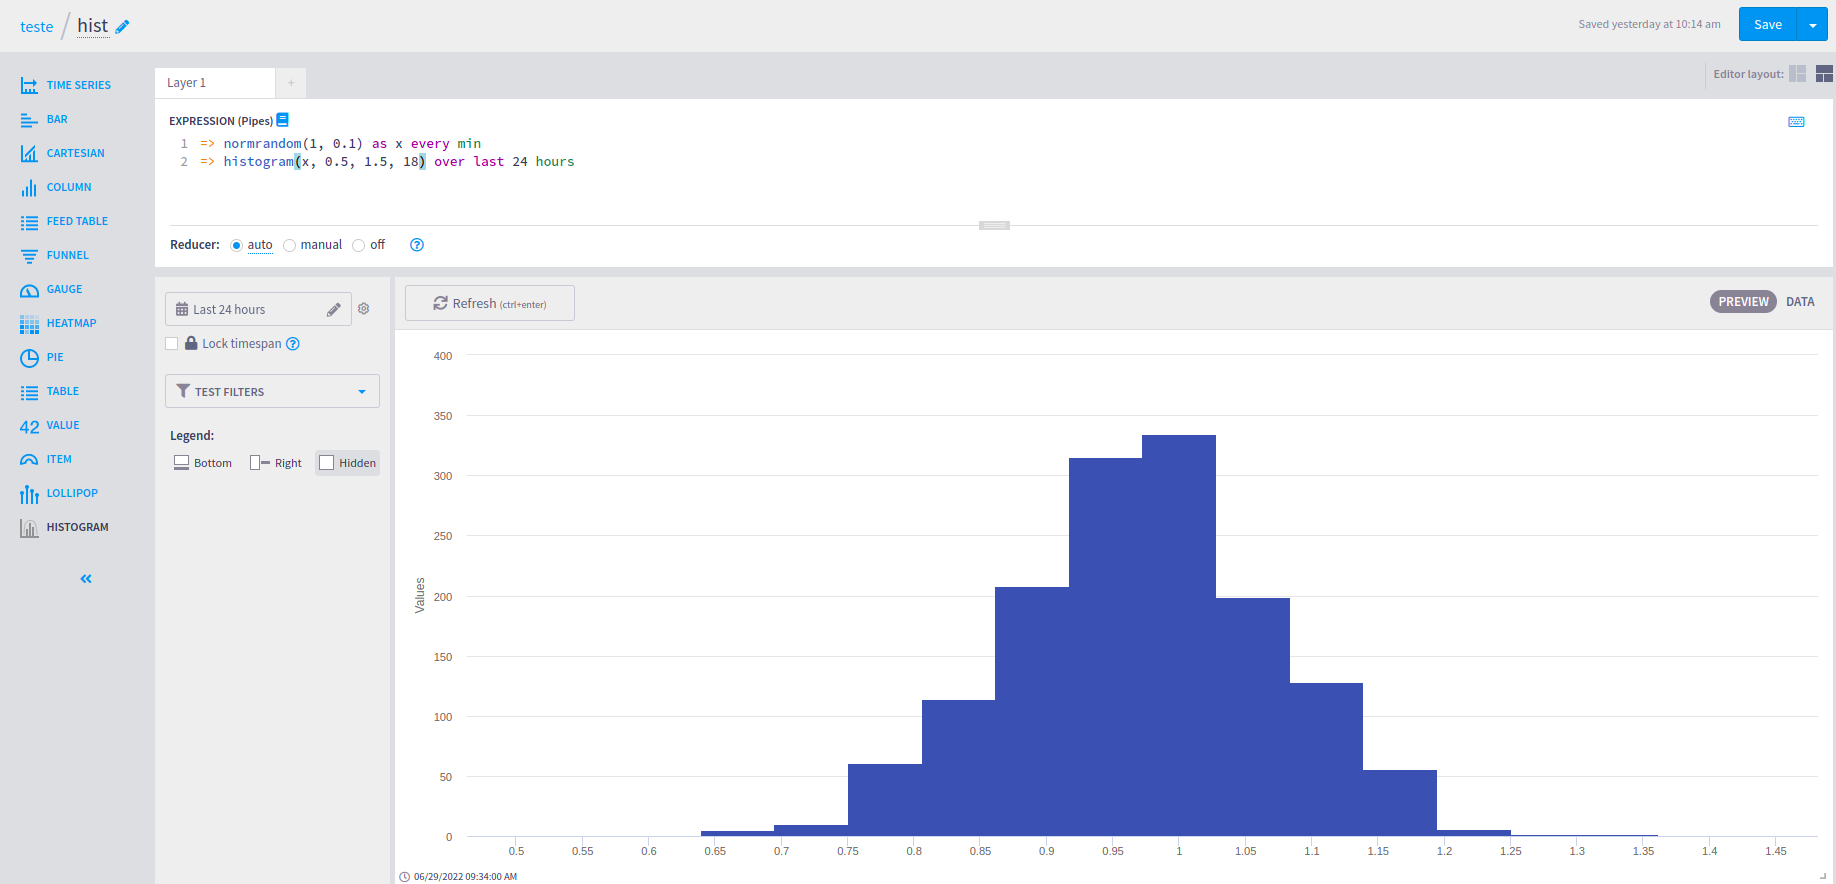 teste / hist
Saved yesterday at 10:14 am
Save
TIME SERIES
BAR
CARTESIAN
COLUMN
FEED TABLE
FUNNEL
GAUGE
HEATMAP
PIE
TABLE
42 VALUE
ITEM
LOLLIPOP
HISTOGRAM
«
Layer 1 +
Editor layout:
EXPRESSION (Pipes)
1 => normrandom(1, 0.1) as x every min
2 => histogram(x, 0.5, 1.5, 18) over last 24 hours
Reducer: auto manual off ?
Last 24 hours
Lock timespan ?
TEST FILTERS
Legend:
Bottom Right Hidden
Refresh (ctrl+enter)
PREVIEW DATA
400
350
300
250
200
150
100
50
0
Values
0.5 0.55 0.6 0.65 0.7 0.75 0.8 0.85 0.9 0.95 1 1.05 1.1 1.15 1.2 1.25 1.3 1.35 1.4 1.45
06/29/2022 09:34:00 AM